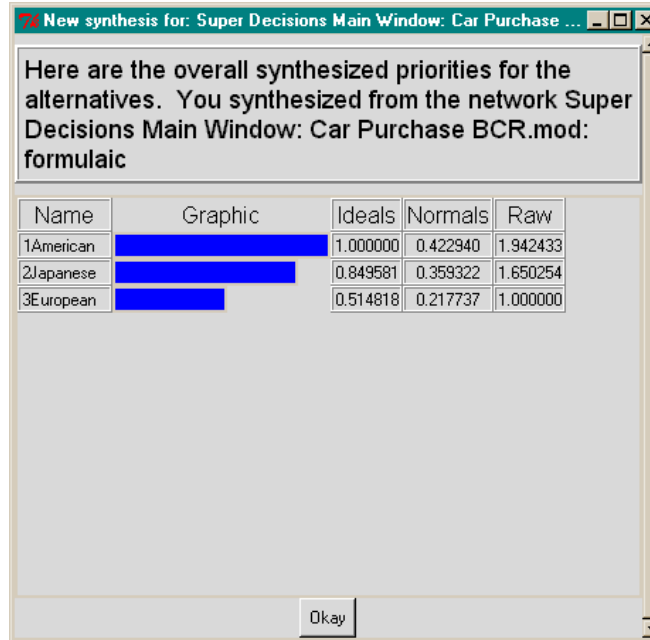 New synthesis for: Super Decisions Main Window: Car Purchase ...
Here are the overall synthesized priorities for the
alternatives. You synthesized from the network Super
Decisions Main Window: Car Purchase BCR.mod:
formulaic
Name Graphic Ideals Normals Raw
1American 1.000000 0.422940 1.942433
2Japanese 0.849581 0.359322 1.650254
3European 0.514818 0.217737 1.000000
Okay